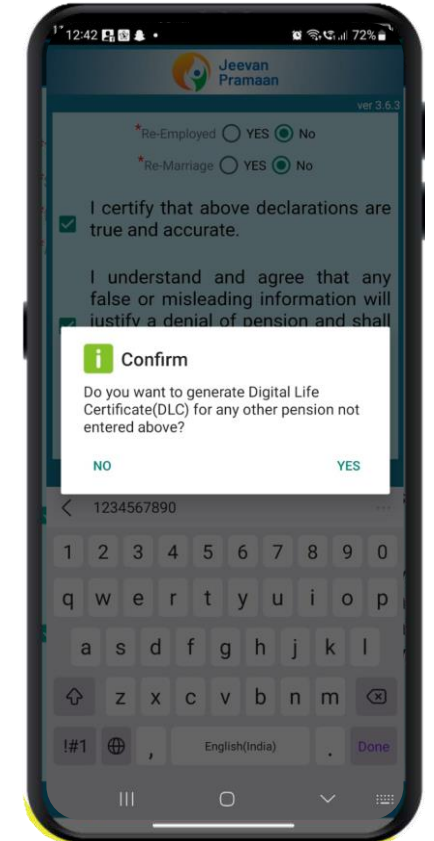 12:42
72%
Jeevan
Pramaan
ver 3.6.3
*Re-Employed YES No
*Re-Marriage YES No
I certify that above declarations are
true and accurate.
I understand and agree that any
false or misleading information will
justify a denial of pension and shall
Confirm
Do you want to generate Digital Life
Certificate(DLC) for any other pension not
entered above?
NO YES
1234567890
1 2 3 4 5 6 7 8 9 0
q w e r t y u i o p
a s d f g h j k l
z x c v b n m
!#1 , English(India) . Done